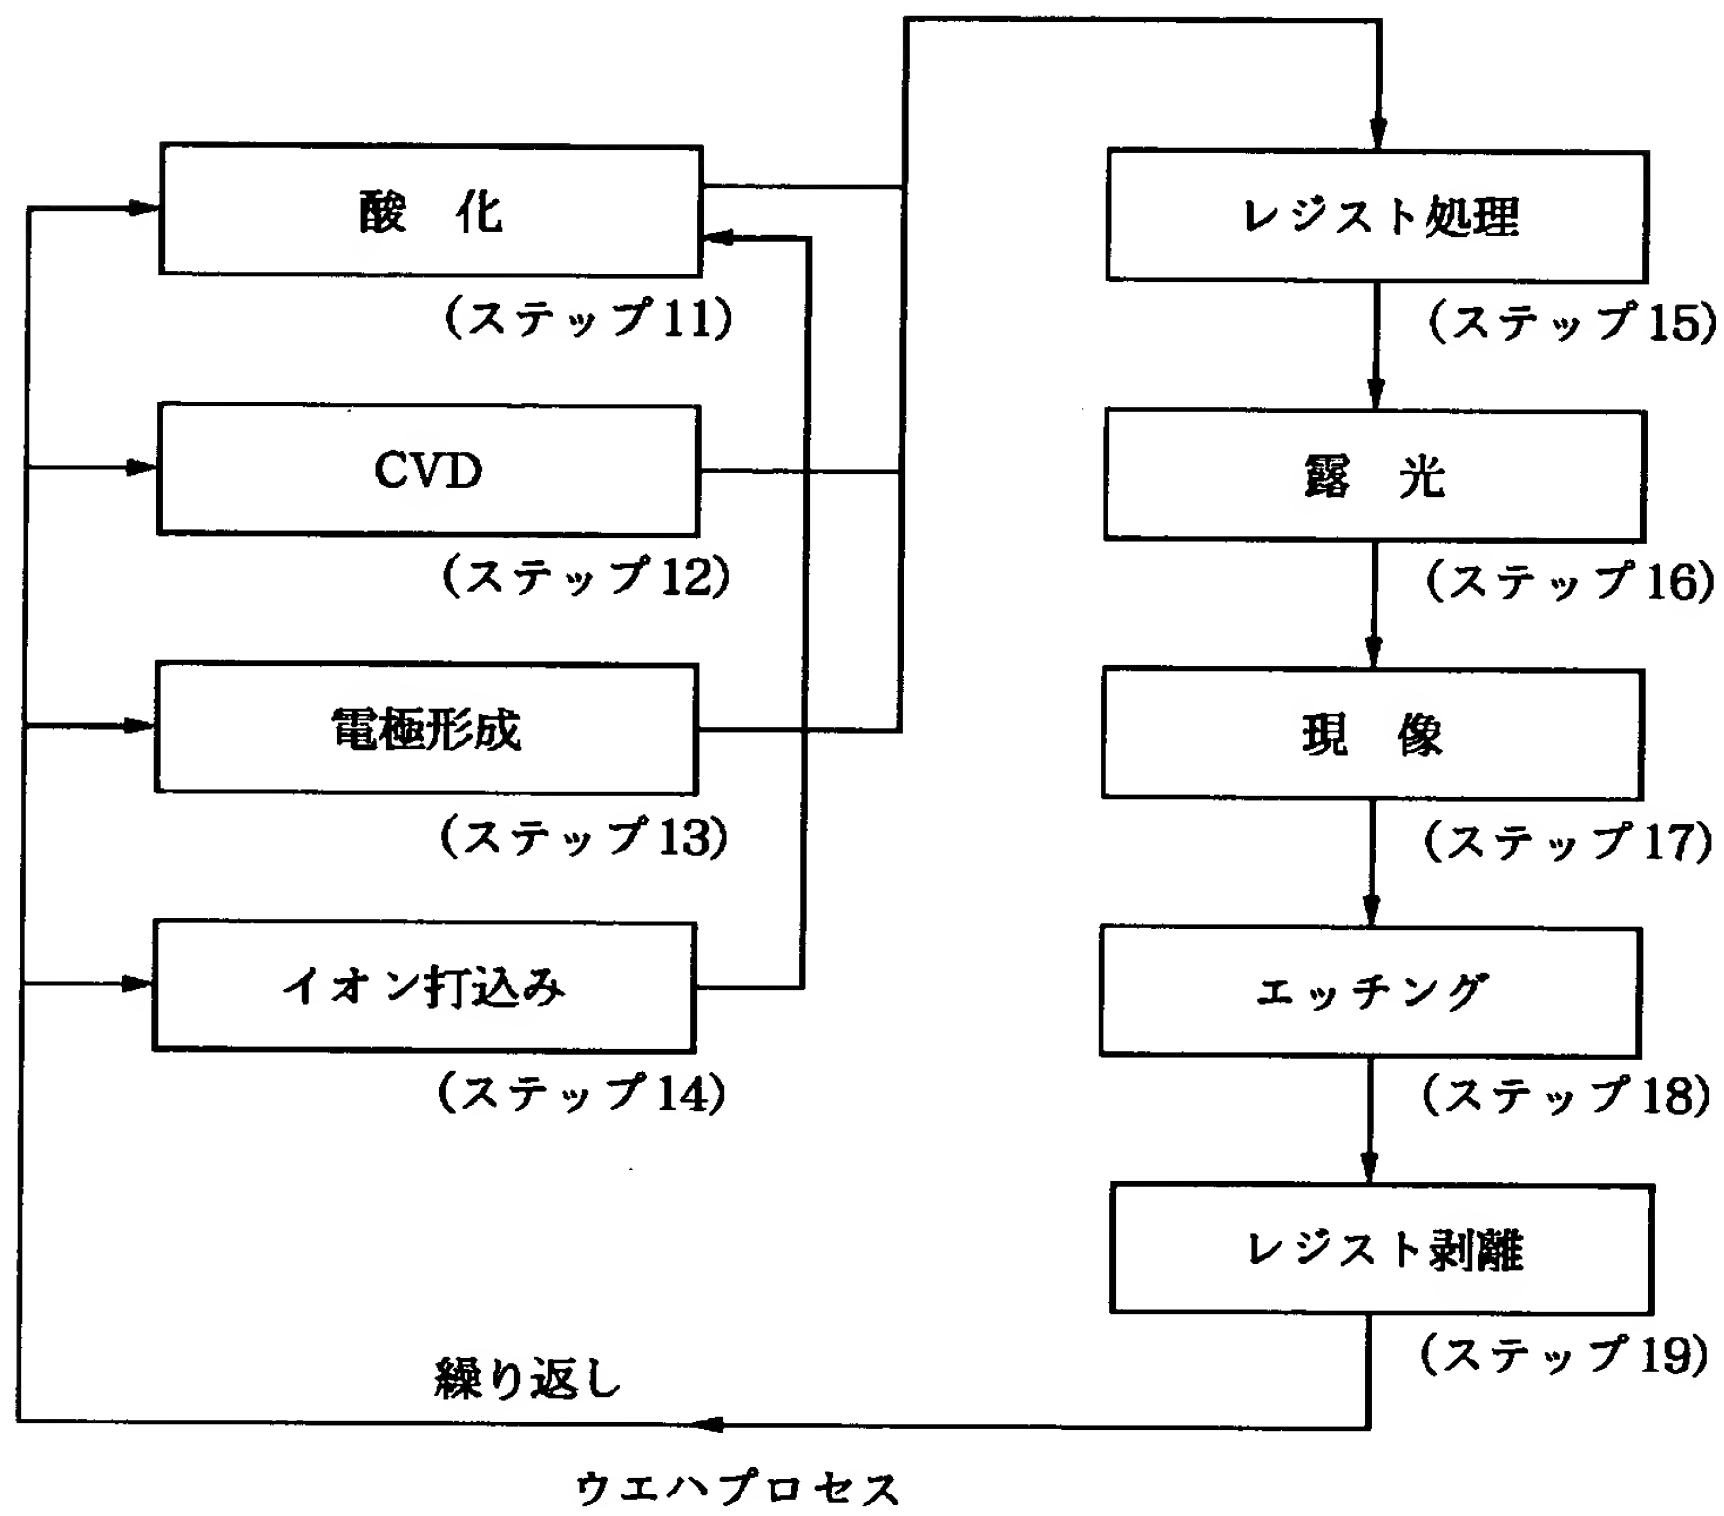 酸 化
(ステップ11)
CVD
(ステップ12)
電極形成
(ステップ13)
イオン打込み
(ステップ14)
レジスト処理
(ステップ15)
露 光
(ステップ16)
現 像
(ステップ17)
エッチング
(ステップ18)
レジスト剥離
(ステップ19)
繰り返し
ウエハプロセス